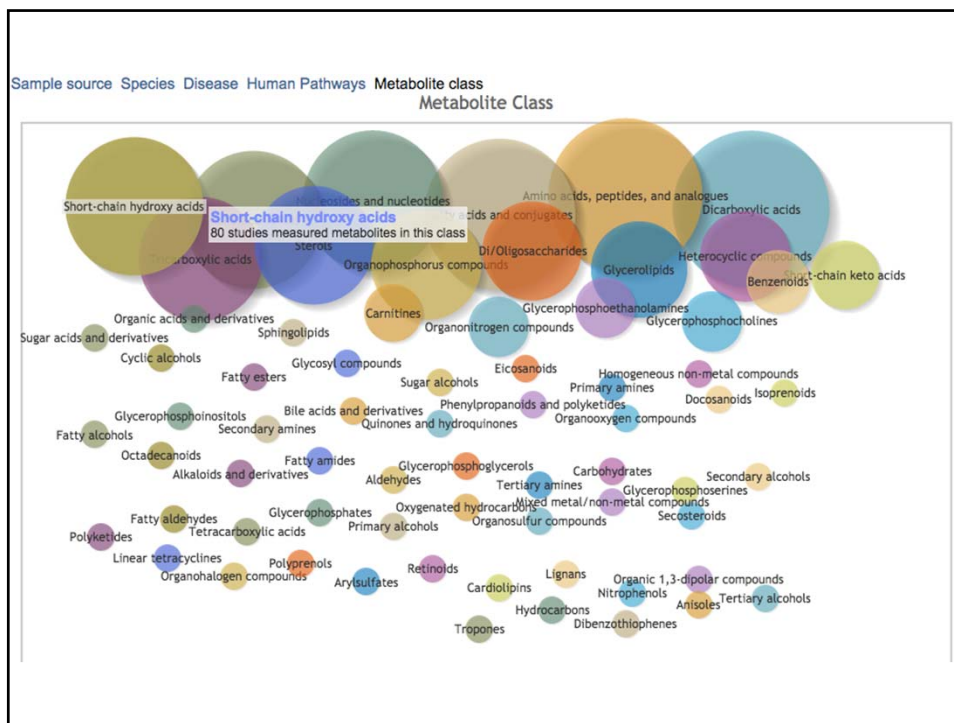 Sample source Species Disease Human Pathways Metabolite class
Metabolite Class
Short-chain hydroxy acids
Nucleosides and nucleotides
Amino acids, peptides, and analogues
Dicarboxylic acids
Short-chain hydroxy acids
80 studies measured metabolites in this class
acids and conjugates
Sterols
Tricarboxylic acids
Organophosphorus compounds
Di/Oligosaccharides
Glycerolipids
Heterocyclic compounds
Benzenoids
Short-chain keto acids
Carnitines
Organonitrogen compounds
Glycerophosphoethanolamines
Glycerophosphocholines
Sugar acids and derivatives
Organic acids and derivatives
Sphingolipids
Cyclic alcohols
Fatty esters
Glycosyl compounds
Sugar alcohols
Eicosanoids
Primary amines
Homogeneous non-metal compounds
Docosanoids
Isoprenoids
Fatty alcohols
Glycerophosphoinositols
Secondary amines
Bile acids and derivatives
Quinones and hydroquinones
Phenylpropanoids and polyketides
Organooxygen compounds
Octadecanoids
Alkaloids and derivatives
Fatty amides
Aldehydes
Glycerophosphoglycerols
Tertiary amines
Carbohydrates
Glycerophosphoserines
Secondary alcohols
Polyketides
Fatty aldehydes
Tetracarboxylic acids
Glycerophosphates
Primary alcohols
Oxygenated hydrocarbons
Organosulfur compounds
Mixed metal/non-metal compounds
Secosteroids
Linear tetracyclines
Organohalogen compounds
Polyprenols
Arylsulfates
Retinoids
Cardiolipins
Lignans
Hydrocarbons
Nitrophenols
Organic 1,3-dipolar compounds
Anisoles
Tertiary alcohols
Tropones
Dibenzothiophenes